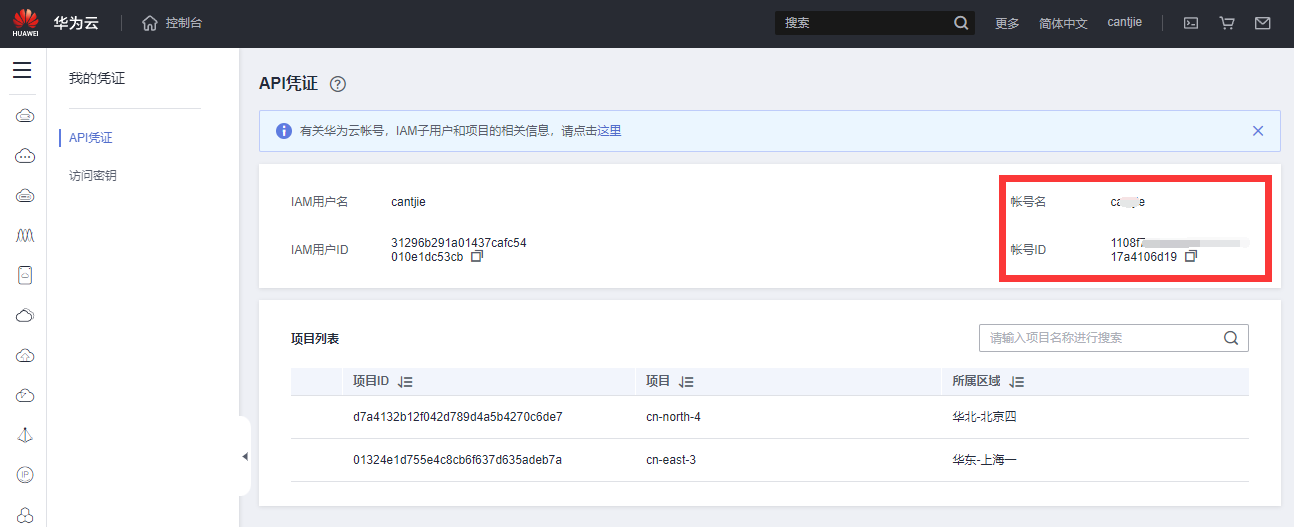 HUAWEI
华为云
控制台
搜索
更多
简体中文
cantjie
我的凭证
API凭证
访问密钥
API凭证 ?
有关华为云帐号，IAM子用户和项目的相关信息，请点击这里
IAM用户名
cantjie
帐号名
IAM用户ID
31296b291a01437cafc54
010e1dc53cb
帐号ID
1108f
17a4106d19
项目列表
请输入项目名称进行搜索
项目ID
项目
所属区域
d7a4132b12f042d789d4a5b4270c6de7
cn-north-4
华北-北京四
01324e1d755e4c8cb6f637d635adeb7a
cn-east-3
华东-上海一
IP